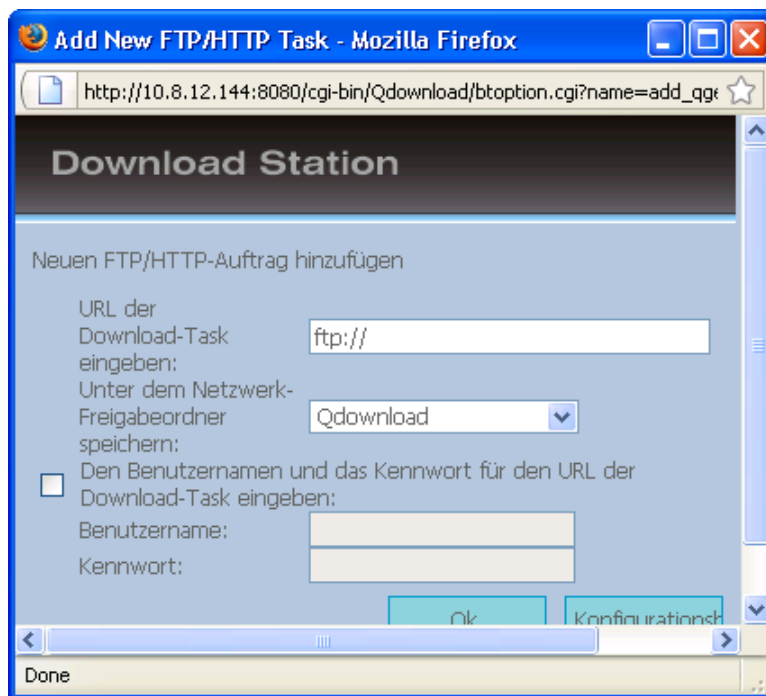 Add New FTP/HTTP Task - Mozilla Firefox
http://10.8.12.144:8080/cgi-bin/Qdownload/btoption.cgi?name=add_qge
Download Station
Neuen FTP/HTTP-Auftrag hinzufügen
URL der
Download-Task
eingeben:
ftp://
Unter dem Netzwerk-
Freigabeordner
speichern:
Qdownload
Den Benutzernamen und das Kennwort für den URL der
Download-Task eingeben:
Benutzername:
Kennwort:
Ok
Done